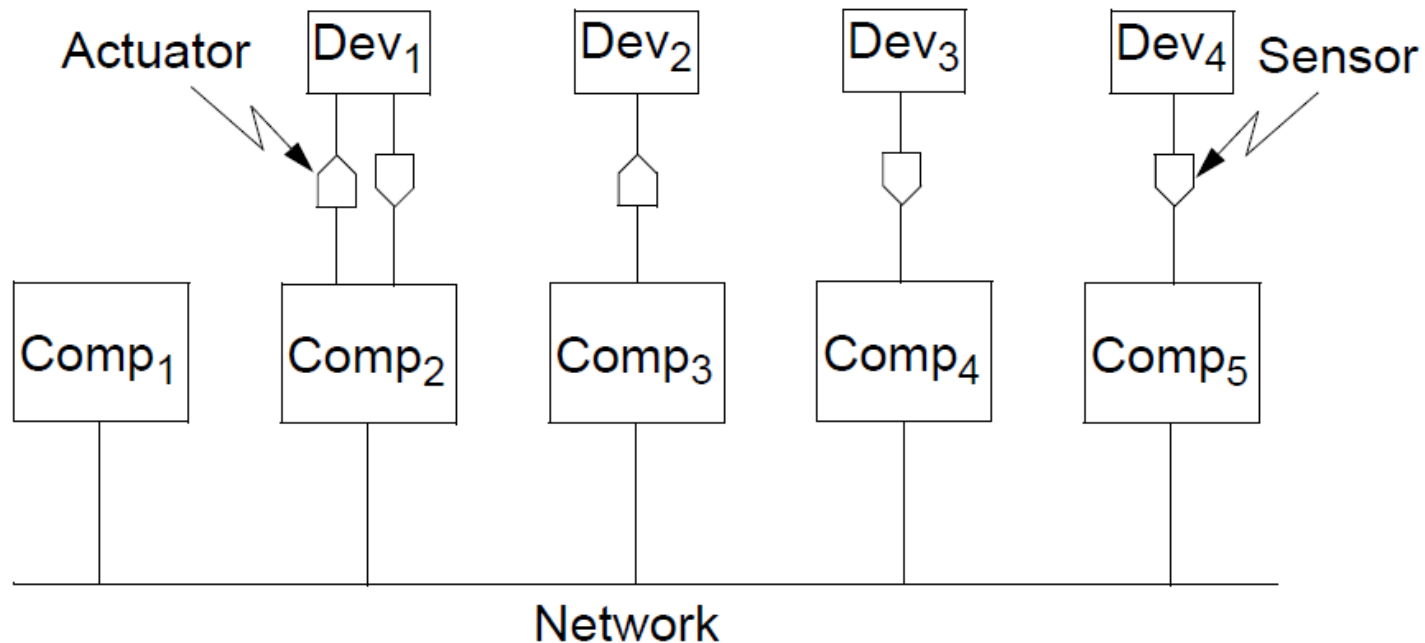 Actuator
Dev1
Dev2
Dev3
Dev4
Sensor
Comp1
Comp2
Comp3
Comp4
Comp5
Network